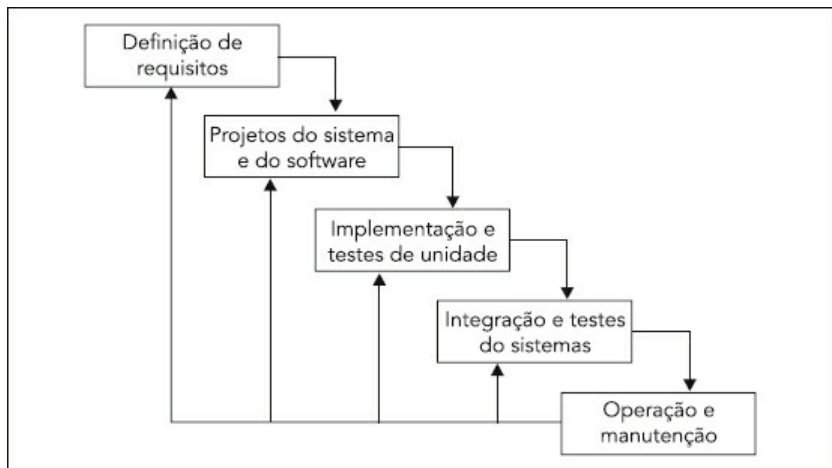 Definição de
requisitos
Projetos do sistema
e do software
Implementação e
testes de unidade
Integração e testes
do sistemas
Operação e
manutenção